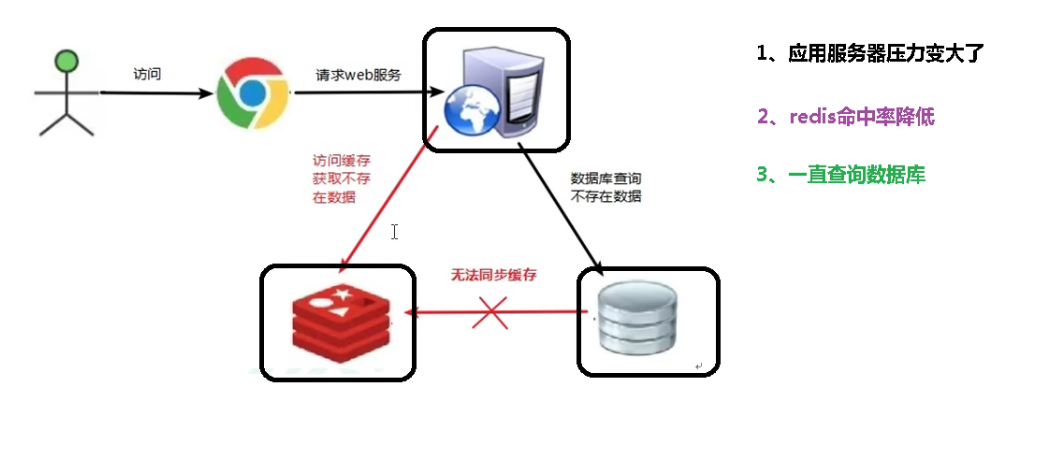 1、应用服务器压力变大了
访问
请求web服务
2、redis命中率降低
访问缓存
获取不存
在数据
3、一直查询数据库
数据库查询
不存在数据
无法同步缓存